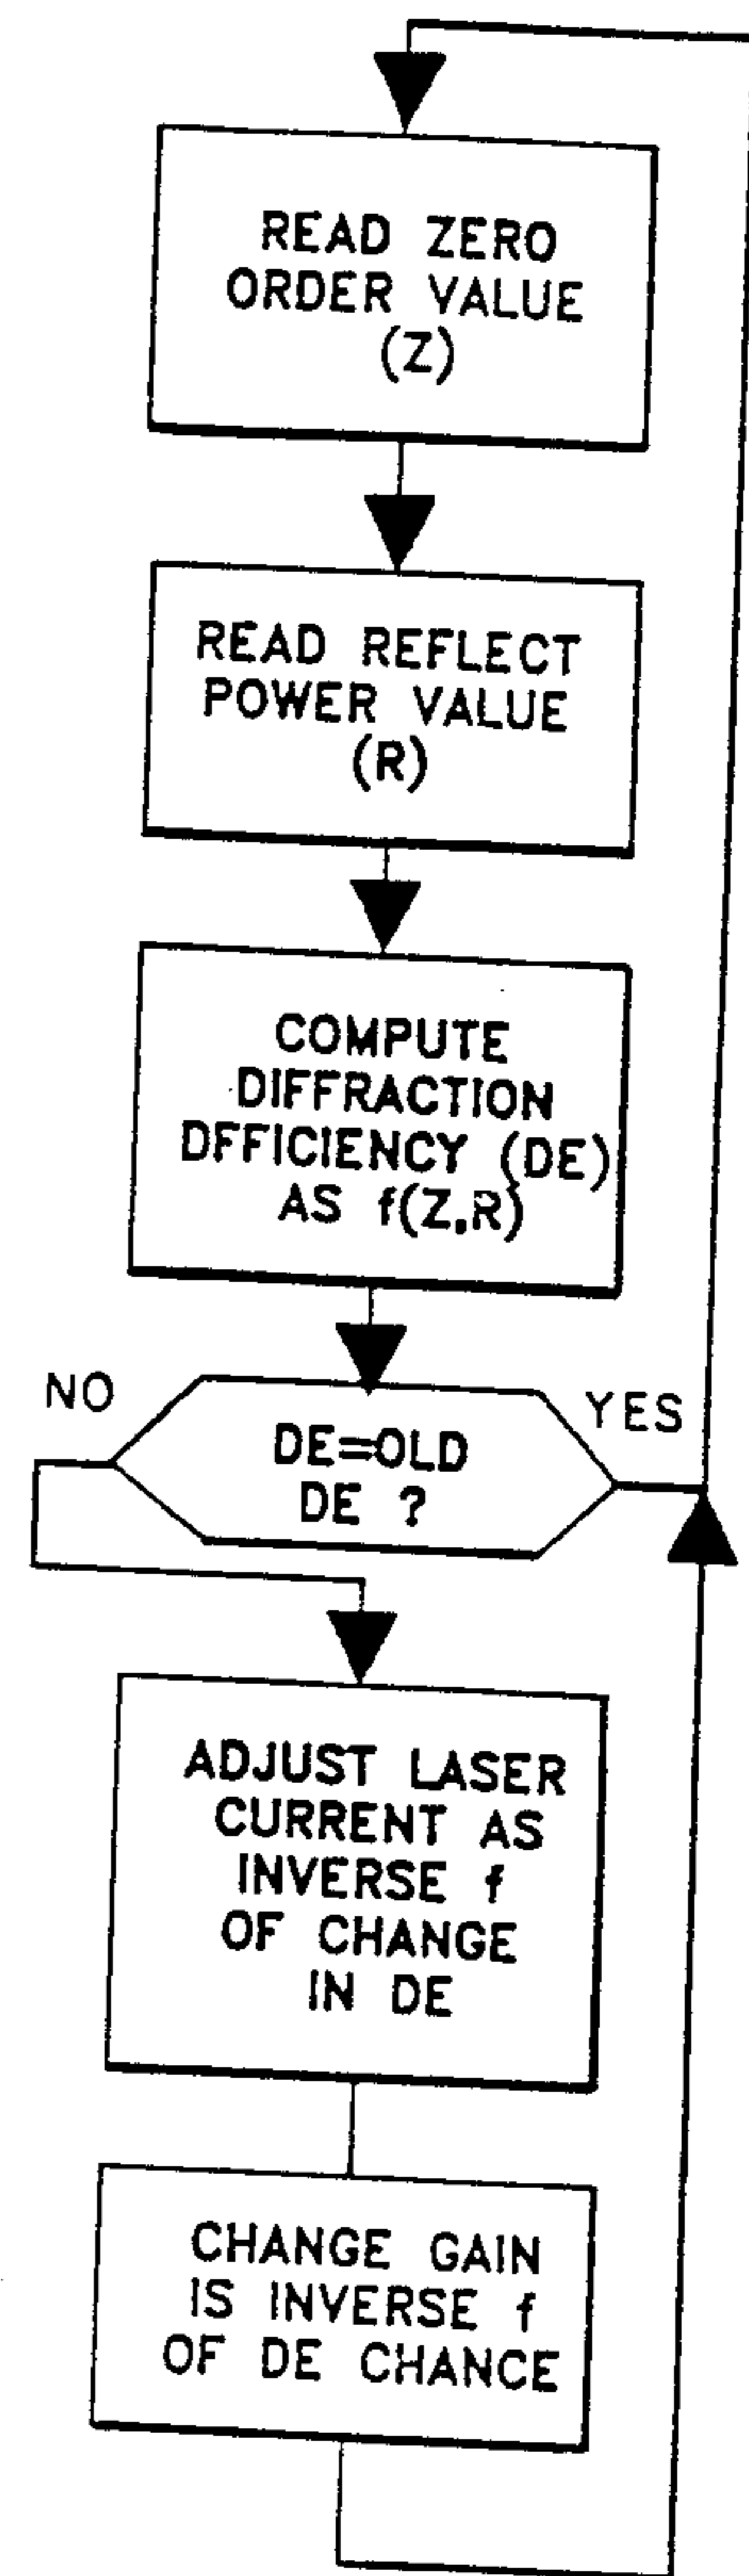 READ ZERO
ORDER VALUE
(Z)
READ REFLECT
POWER VALUE
(R)
COMPUTE
DIFFRACTION
DFFICIENCY (DE)
AS f(Z,R)
NO
YES
DE=OLD
DE ?
ADJUST LASER
CURRENT AS
INVERSE f
OF CHANGE
IN DE
CHANGE GAIN
IS INVERSE f
OF DE CHANCE